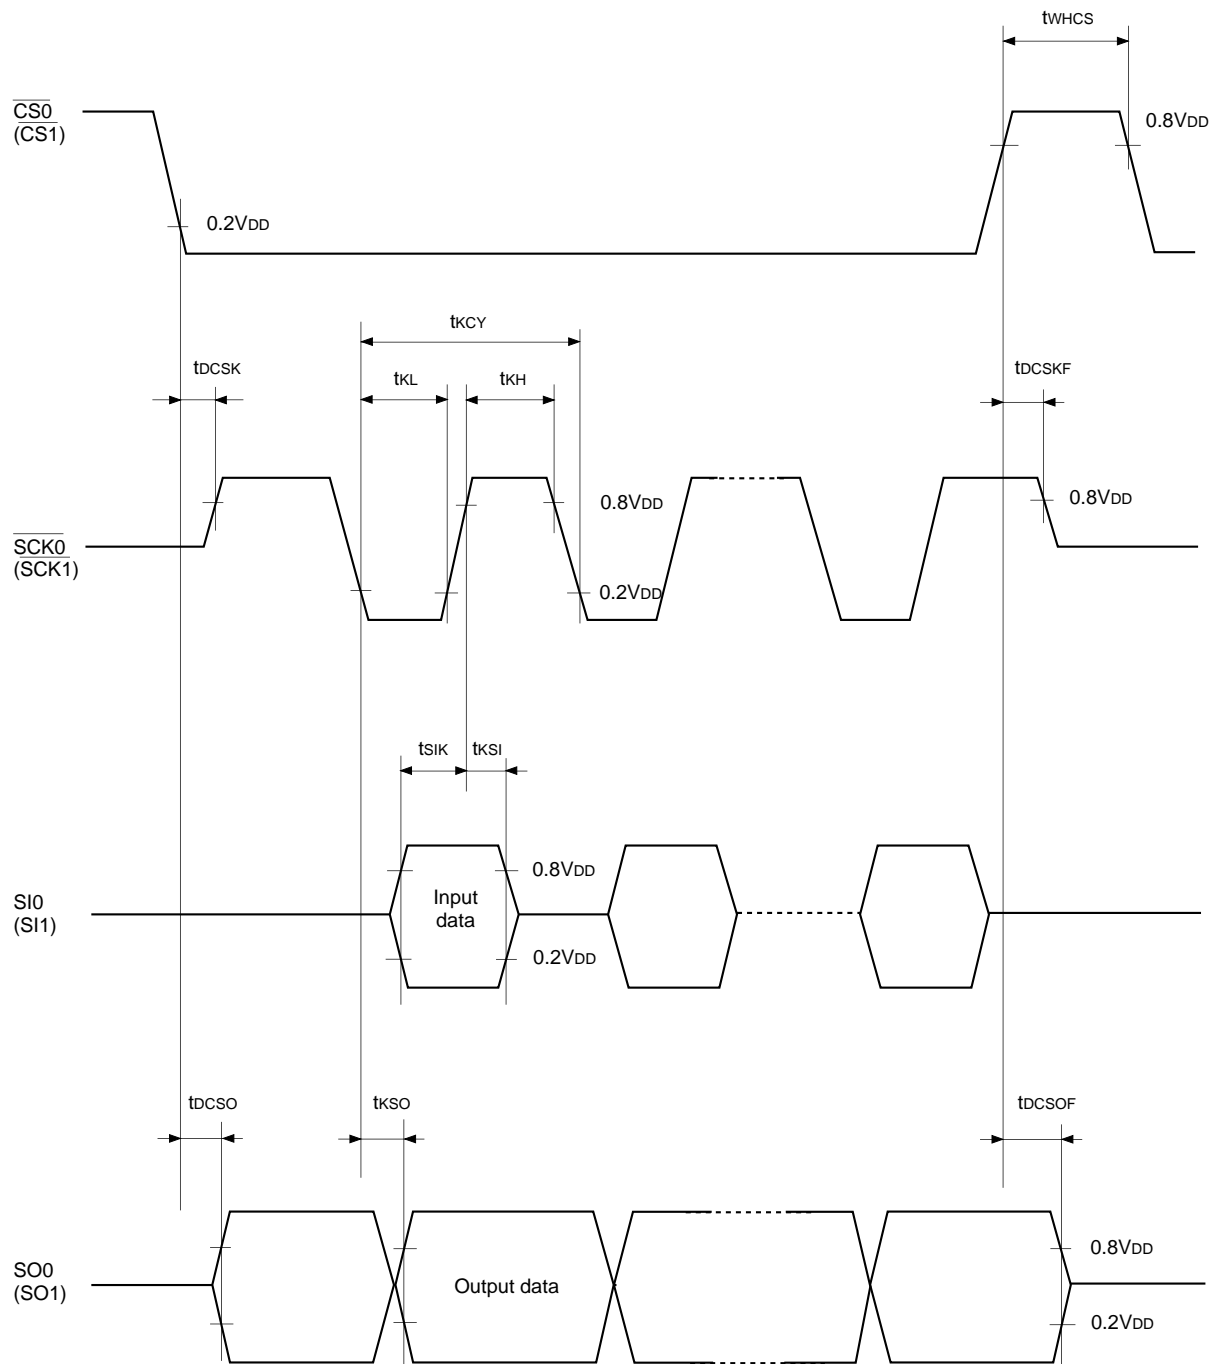 tWHCS
CS0
(CS1)
0.8VDD
0.2VDD
tKCY
tDCSK
tKL
tKH
tDCSKF
0.8VDD
0.8VDD
SCK0
(SCK1)
0.2VDD
tSIK
tKSI
0.8VDD
SI0
(SI1)
Input
data
0.2VDD
tDCSO
tKSO
tDCSOF
0.8VDD
SO0
(SO1)
Output data
0.2VDD